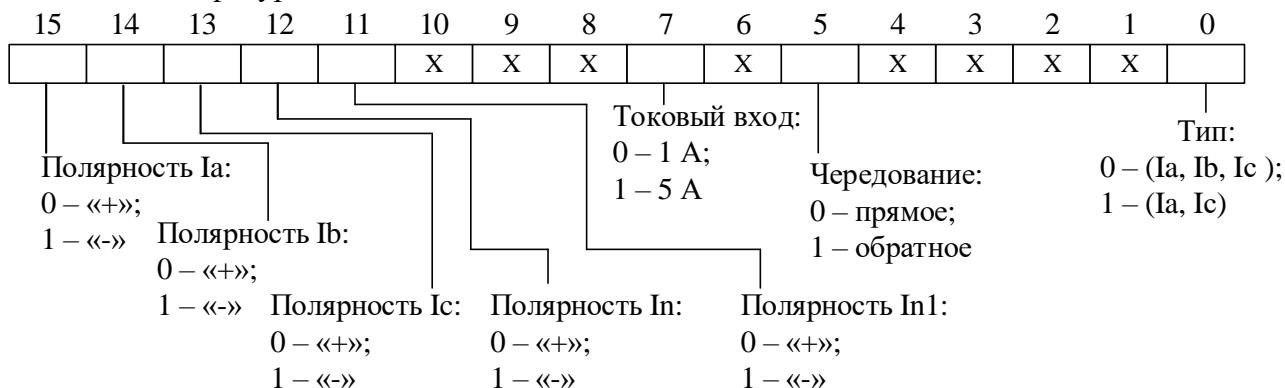 15 14 13 12 11 10 9 8 7 6 5 4 3 2 1 0
X X X X X X X X
Токовый вход:
0 – 1 А;
1 – 5 А
Чередование:
0 – прямое;
1 – обратное
Тип:
0 – (Ia, Ib, Ic );
1 – (Ia, Ic)
Полярность Ia:
0 – «+»;
1 – «-»
Полярность Ib:
0 – «+»;
1 – «-»
Полярность Ic:
0 – «+»;
1 – «-»
Полярность In:
0 – «+»;
1 – «-»
Полярность In1:
0 – «+»;
1 – «-»